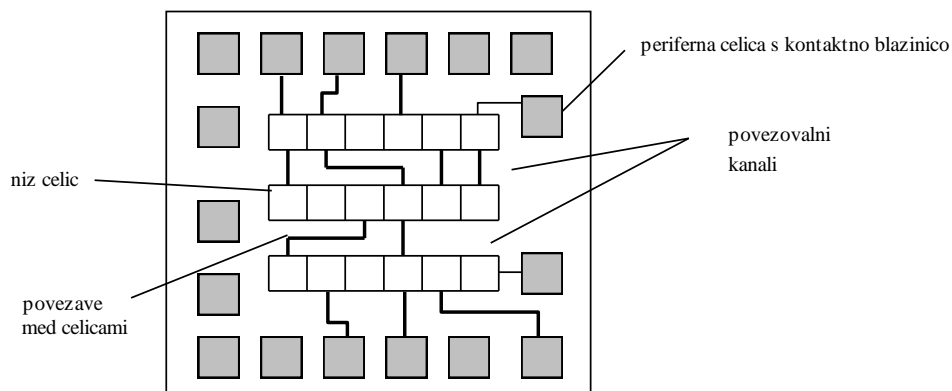 periferna celica s kontaktno blazinico
povezovalni
kanali
niz celic
povezave
med celicami